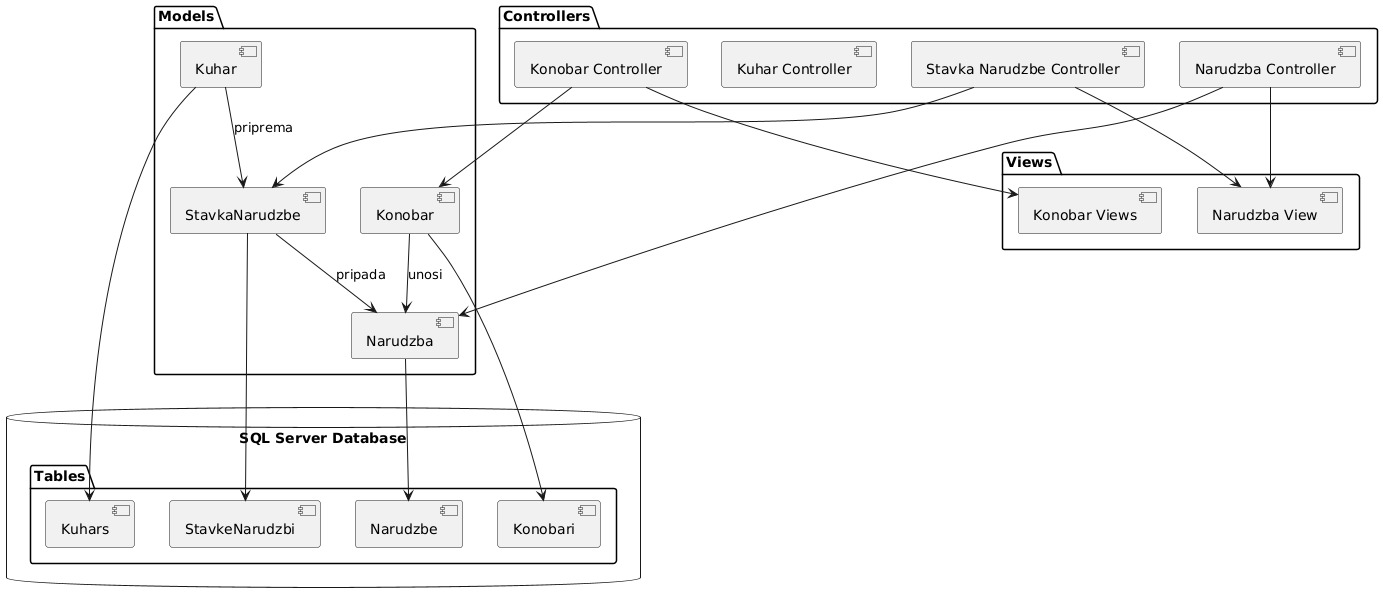 Models
Controllers
Kuhar
Konobar Controller
Kuhar Controller
Stavka Narudzbe Controller
Narudzba Controller
priprema
Views
StavkaNarudzbe
Konobar
Konobar Views
Narudzba View
pripada
unosi
Narudzba
SQL Server Database
Tables
Kuhars
StavkeNarudzbi
Narudzbe
Konobari